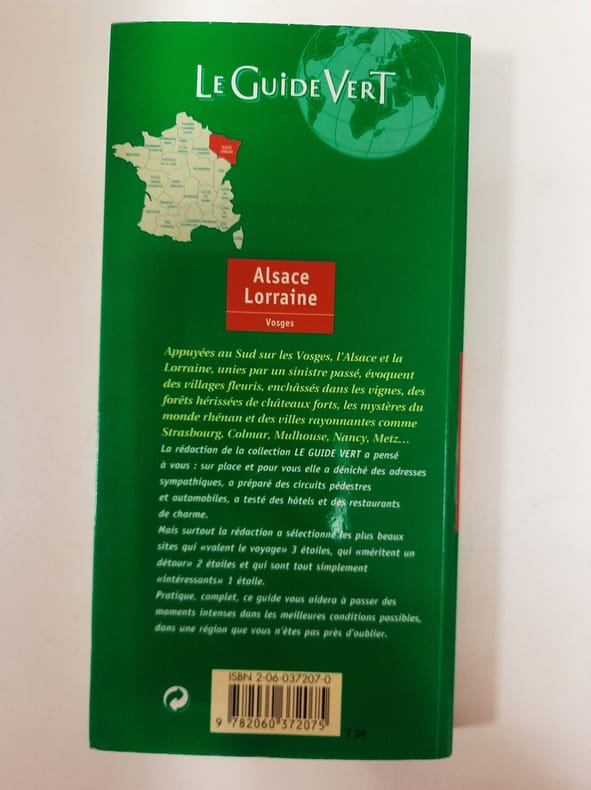 LE GUIDE VERT
ALSACE
LORRAINE
Alsace
Lorraine
Vosges
Appuyées au Sud sur les Vosges, l'Alsace et la
Lorraine, unies par un sinistre passé, évoquent
des villages fleuris, enchâssés dans les vignes, des
forêts hérissées de châteaux forts, les mystères du
monde rhénan et des villes rayonnantes comme
Strasbourg, Colmar, Mulhouse, Nancy, Metz...
La rédaction de la collection LE GUIDE VERT a pensé
à vous : sur place et pour vous elle a déniché des adresses
sympathiques, a préparé des circuits pédestres
et automobiles, a testé des hôtels et des restaurants
de charme.
Mais surtout la rédaction a sélectionné les plus beaux
sites qui «valent le voyage» 3 étoiles, qui «méritent un
détour» 2 étoiles et qui sont tout simplement
«intéressants» 1 étoile.
Pratique, complet, ce guide vous aidera à passer des
moments intenses dans les meilleures conditions possibles,
dans une région que vous n'êtes pas près d'oublier.
ISBN 2-06-037207-0
9 782060 372075